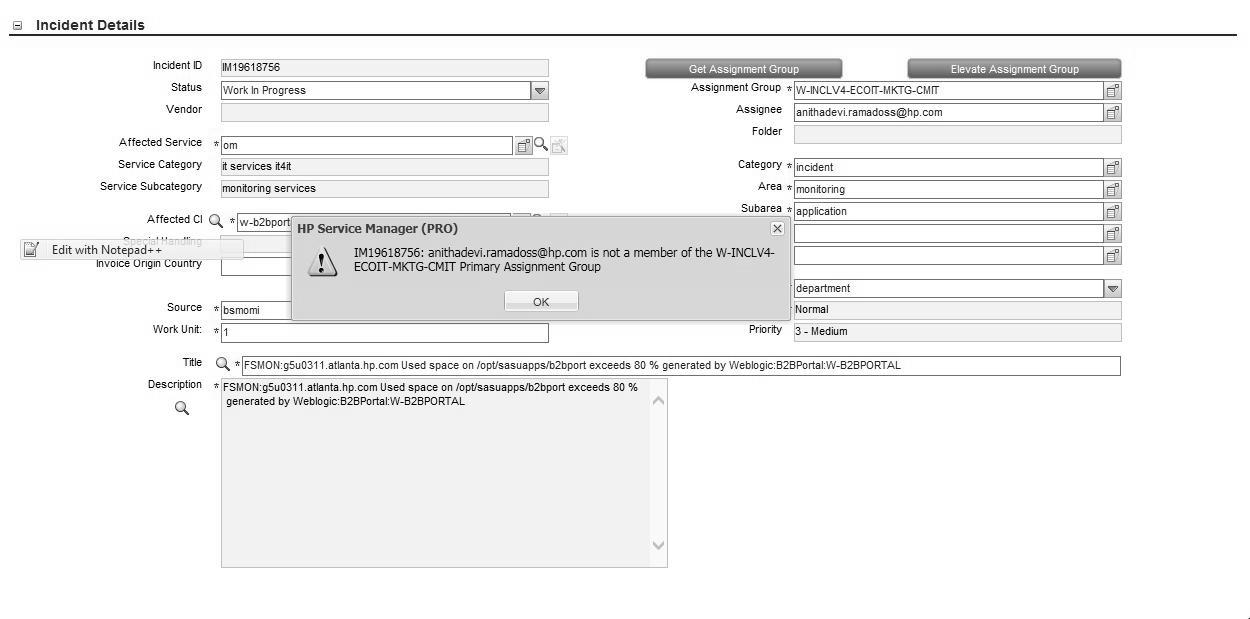 Incident Details
Incident ID IM19618756
Get Assignment Group Elevate Assignment Group
Status Work In Progress
Assignment Group * W-INCLV4-ECOIT-MKTG-CMIT
Vendor
Assignee anithadevi.ramadoss@hp.com
Folder
Affected Service * om
Service Category it services it4it
Category * incident
Service Subcategory monitoring services
Area * monitoring
Subarea * application
Affected CI * w-b2bport
HP Service Manager (PRO)
IM19618756: anithadevi.ramadoss@hp.com is not a member of the W-INCLV4-
ECOIT-MKTG-CMIT Primary Assignment Group
OK
Special Handling
Edit with Notepad++
Invoice Origin Country
* department
Source * bsmomi
Normal
Work Unit: * 1
Priority 3 - Medium
Title * FSMON:g5u0311.atlanta.hp.com Used space on /opt/sasuapps/b2bport exceeds 80 % generated by Weblogic:B2BPortal:W-B2BPORTAL
Description * FSMON:g5u0311.atlanta.hp.com Used space on /opt/sasuapps/b2bport exceeds 80 %
generated by Weblogic:B2BPortal:W-B2BPORTAL